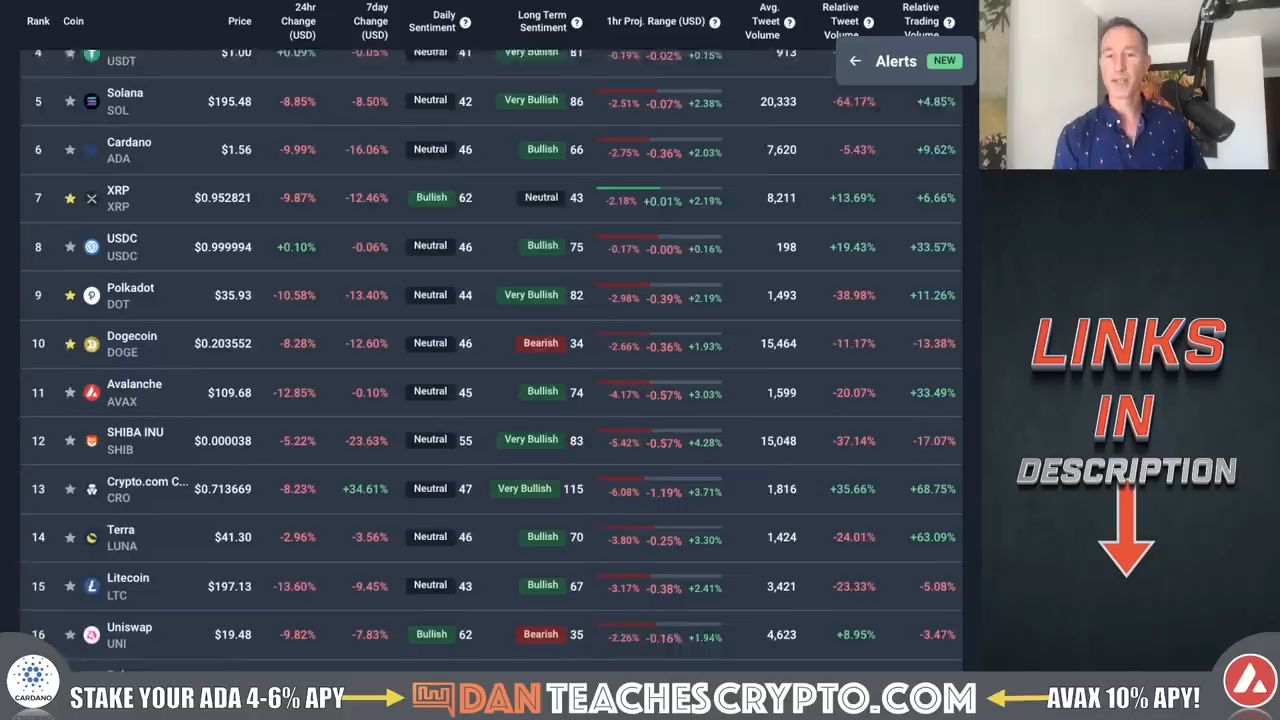 Rank Coin Price 24hr Change (USD) 7day Change (USD) Daily Sentiment ? Long Term Sentiment ? 1hr Proj. Range (USD) ? Avg. Tweet Volume ? Relative Tweet Volume ? Relative Trading Volume ?
4 USDT $1.00 +0.09% -0.05% Neutral 41 Very Bullish 81 -0.19% -0.02% +0.15% 913
← Alerts NEW
5 Solana SOL $195.48 -8.85% -8.50% Neutral 42 Very Bullish 86 -2.51% -0.07% +2.38% 20,333 -64.17% +4.85%
6 Cardano ADA $1.56 -9.99% -16.06% Neutral 46 Bullish 66 -2.75% -0.36% +2.03% 7,620 -5.43% +9.62%
7 XRP XRP $0.952821 -9.87% -12.46% Bullish 62 Neutral 43 -2.18% +0.01% +2.19% 8,211 +13.69% +6.66%
8 USDC USDC $0.999994 +0.10% -0.06% Neutral 46 Bullish 75 -0.17% -0.00% +0.16% 198 +19.43% +33.57%
9 Polkadot DOT $35.93 -10.58% -13.40% Neutral 44 Very Bullish 82 -2.98% -0.39% +2.19% 1,493 -38.98% +11.26%
10 Dogecoin DOGE $0.203552 -8.28% -12.60% Neutral 46 Bearish 34 -2.66% -0.36% +1.93% 15,464 -11.17% -13.38%
11 Avalanche AVAX $109.68 -12.85% -0.10% Neutral 45 Bullish 74 -4.17% -0.57% +3.03% 1,599 -20.07% +33.49%
12 SHIBA INU SHIB $0.000038 -5.22% -23.63% Neutral 55 Very Bullish 83 -5.42% -0.57% +4.28% 15,048 -37.14% -17.07%
13 Crypto.com C... CRO $0.713669 -8.23% +34.61% Neutral 47 Very Bullish 115 -6.08% -1.19% +3.71% 1,816 +35.66% +68.75%
14 Terra LUNA $41.30 -2.96% -3.56% Neutral 46 Bullish 70 -3.80% -0.25% +3.30% 1,424 -24.01% +63.09%
15 Litecoin LTC $197.13 -13.60% -9.45% Neutral 43 Bullish 67 -3.17% -0.38% +2.41% 3,421 -23.33% -5.08%
16 Uniswap UNI $19.48 -9.82% -7.83% Bullish 62 Bearish 35 -2.26% -0.16% +1.94% 4,623 +8.95% -3.47%
LINKS
IN
DESCRIPTION
CARDANO
STAKE YOUR ADA 4-6% APY
DAN TEACHESCRYPTO.COM
AVAX 10% APY!